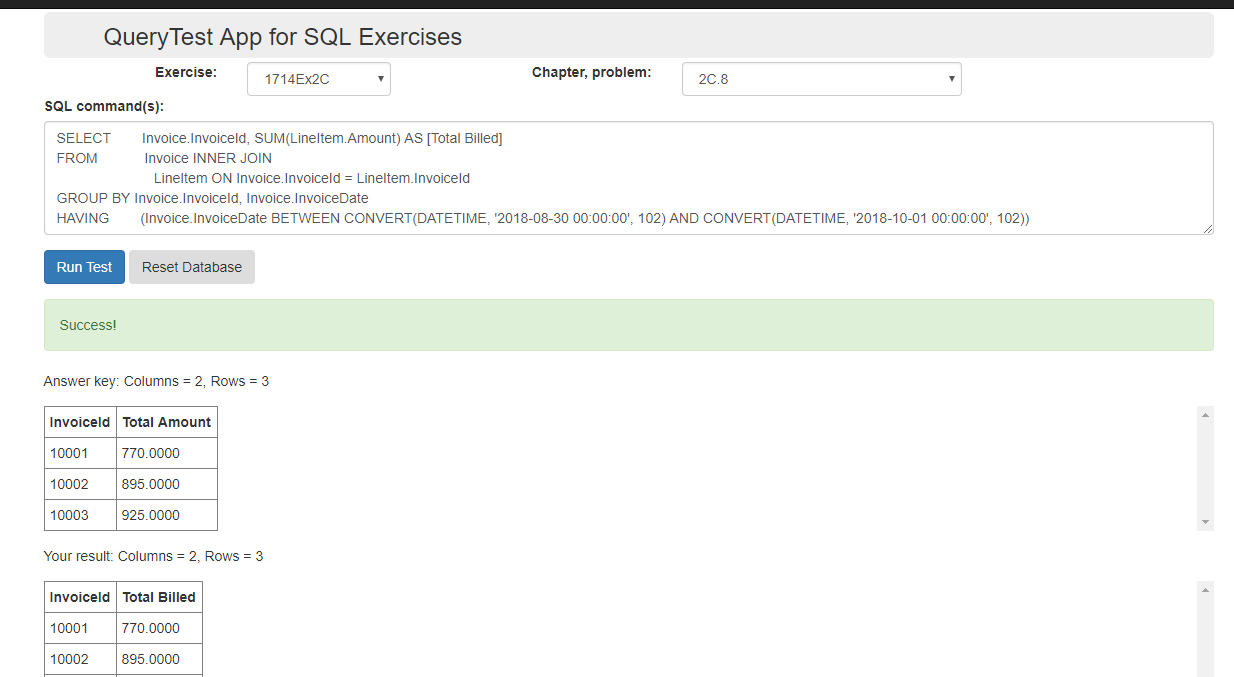 QueryTest App for SQL Exercises
Exercise: 1714Ex2C Chapter, problem: 2C.8
SQL command(s):
SELECT Invoice.InvoiceId, SUM(LineItem.Amount) AS [Total Billed]
FROM Invoice INNER JOIN
LineItem ON Invoice.InvoiceId = LineItem.InvoiceId
GROUP BY Invoice.InvoiceId, Invoice.InvoiceDate
HAVING (Invoice.InvoiceDate BETWEEN CONVERT(DATETIME, '2018-08-30 00:00:00', 102) AND CONVERT(DATETIME, '2018-10-01 00:00:00', 102))
Run Test Reset Database
Success!
Answer key: Columns = 2, Rows = 3
InvoiceId Total Amount
10001 770.0000
10002 895.0000
10003 925.0000
Your result: Columns = 2, Rows = 3
InvoiceId Total Billed
10001 770.0000
10002 895.0000